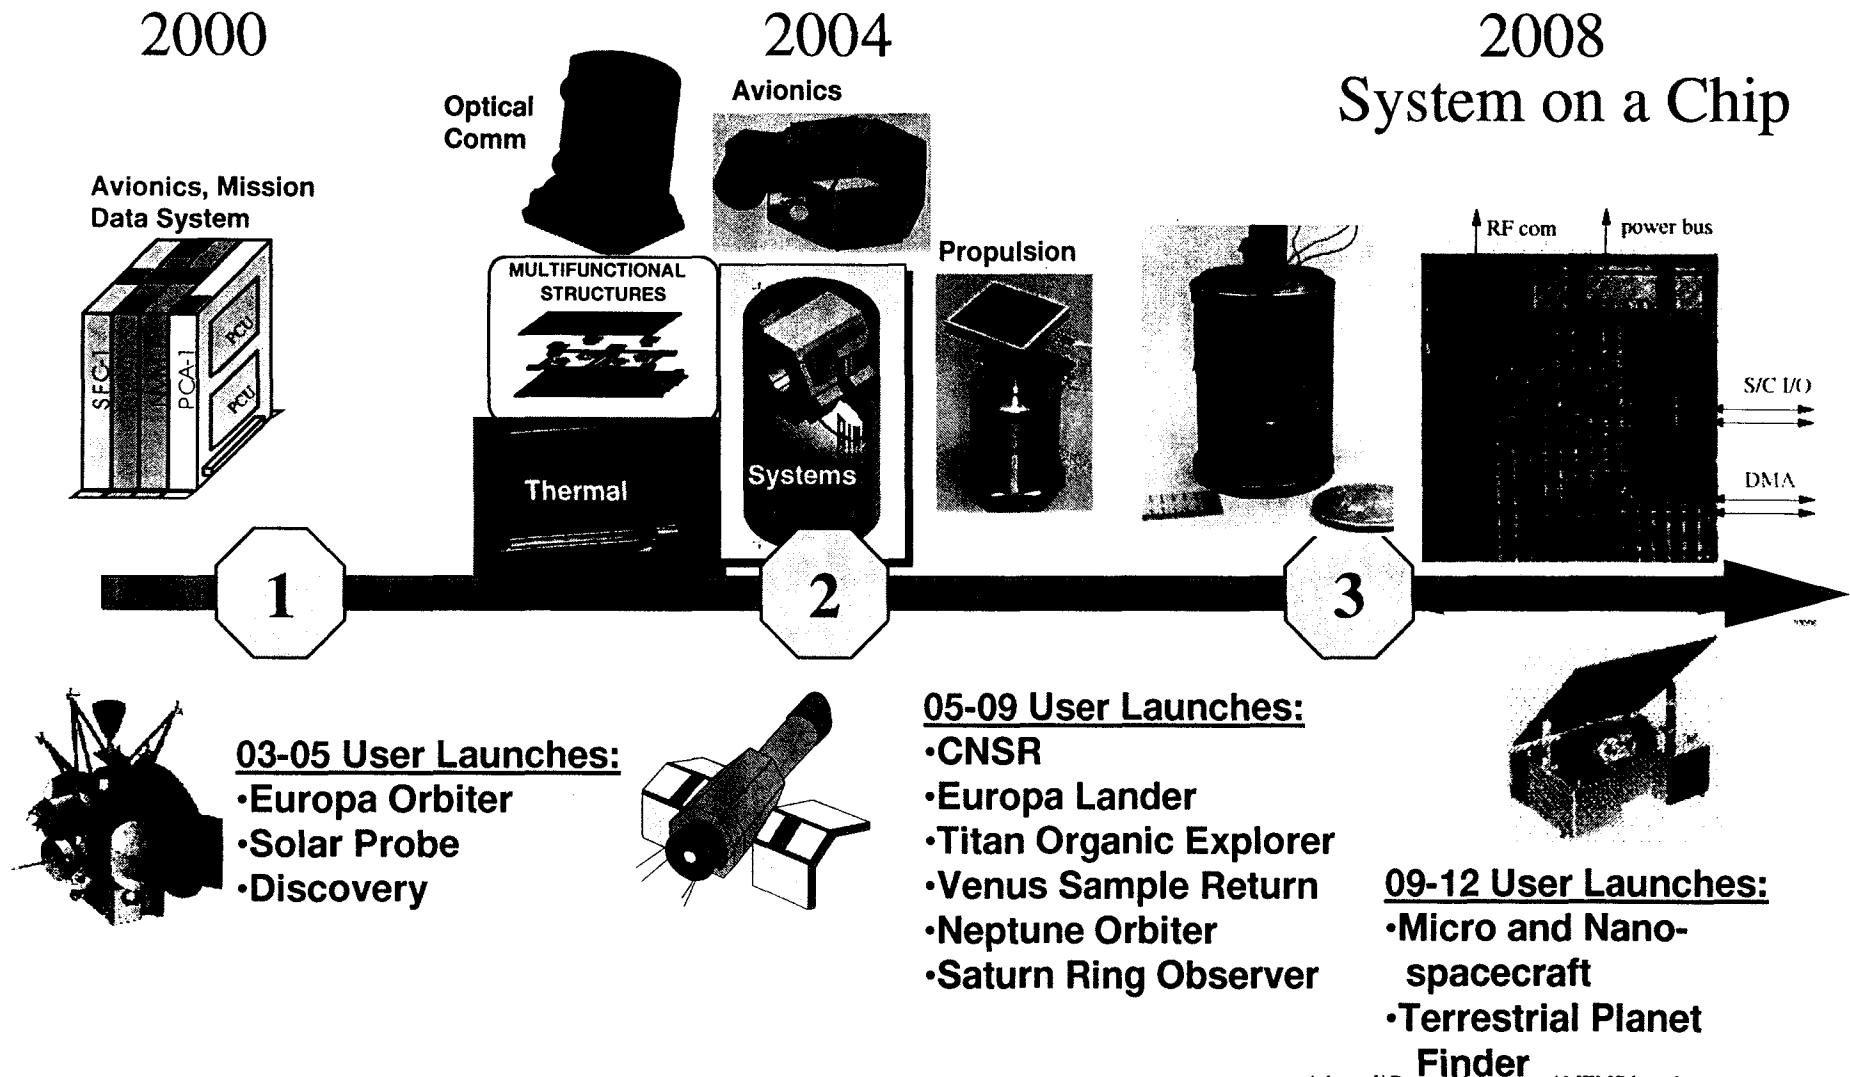 2000
2004
2008
System on a Chip
Optical
Comm
Avionics
Avionics, Mission
Data System
RF com
power bus
Propulsion
MULTIFUNCTIONAL
STRUCTURES
SFC-1
PCA-1
PCU
PCU
S/C I/O
DMA
Systems
Thermal
1
2
3
03-05 User Launches:
•Europa Orbiter
•Solar Probe
•Discovery
05-09 User Launches:
•CNSR
•Europa Lander
•Titan Organic Explorer
•Venus Sample Return
•Neptune Orbiter
•Saturn Ring Observer
09-12 User Launches:
•Micro and Nano-
spacecraft
•Terrestrial Planet
Finder